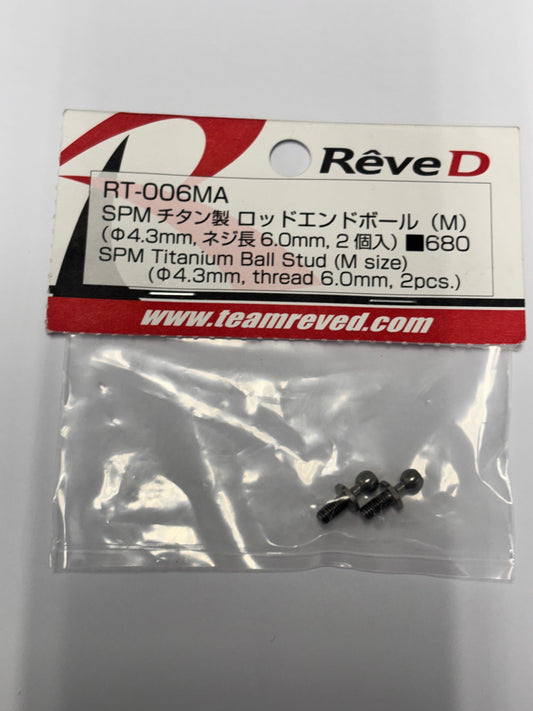 Rêve D
RT-006MA
SPM チタン製 ロッドエンドボール（M）
（Φ4.3mm, ネジ長 6.0mm, 2個入）■680
SPM Titanium Ball Stud (M size)
(Φ4.3mm, thread 6.0mm, 2pcs.)
www.teamreved.com